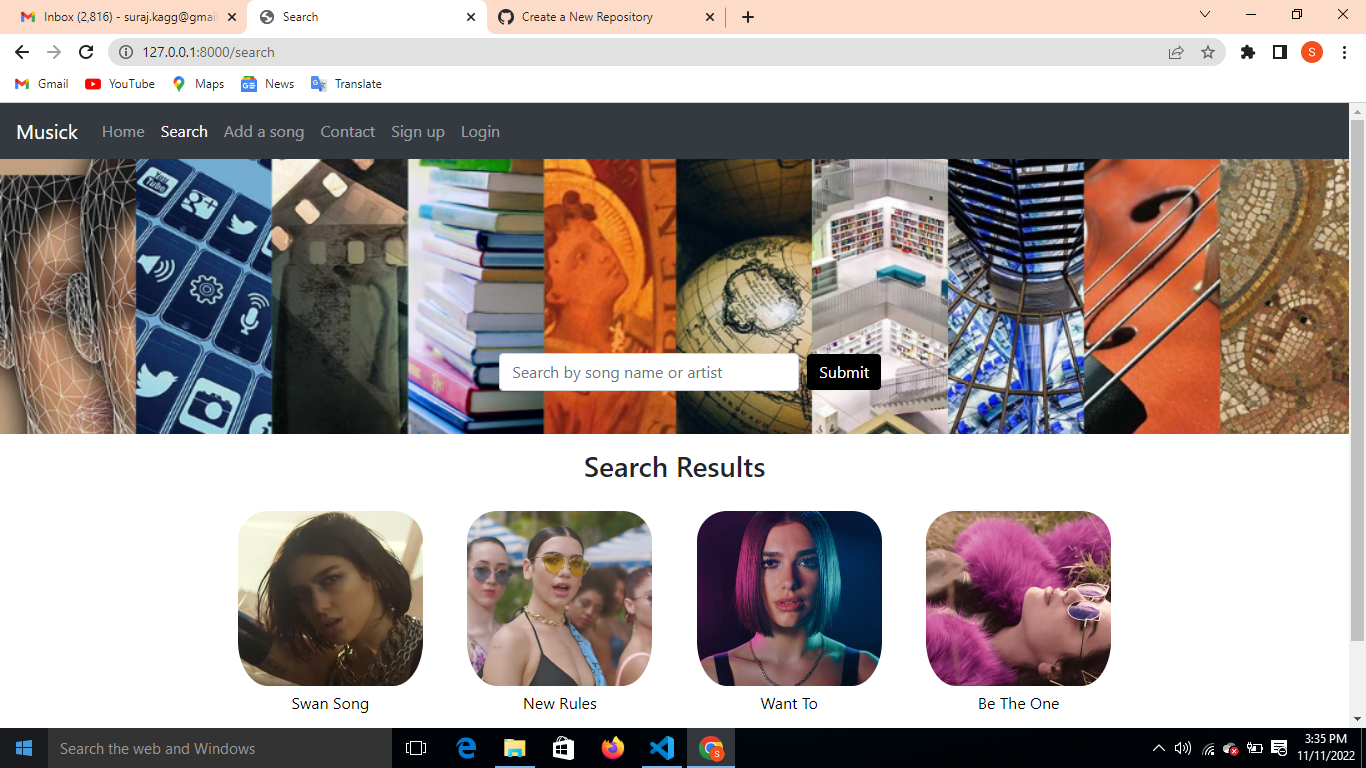 Inbox (2,816) - suraj.kagg@gmai
Search
Create a New Repository
127.0.0.1:8000/search
S
Gmail
YouTube
Maps
News
Translate
Musick
Home
Search
Add a song
Contact
Sign up
Login
You
Tube
Search by song name or artist
Submit
Search Results
Swan Song
New Rules
Want To
Be The One
Search the web and Windows
S
3:35 PM
11/11/2022